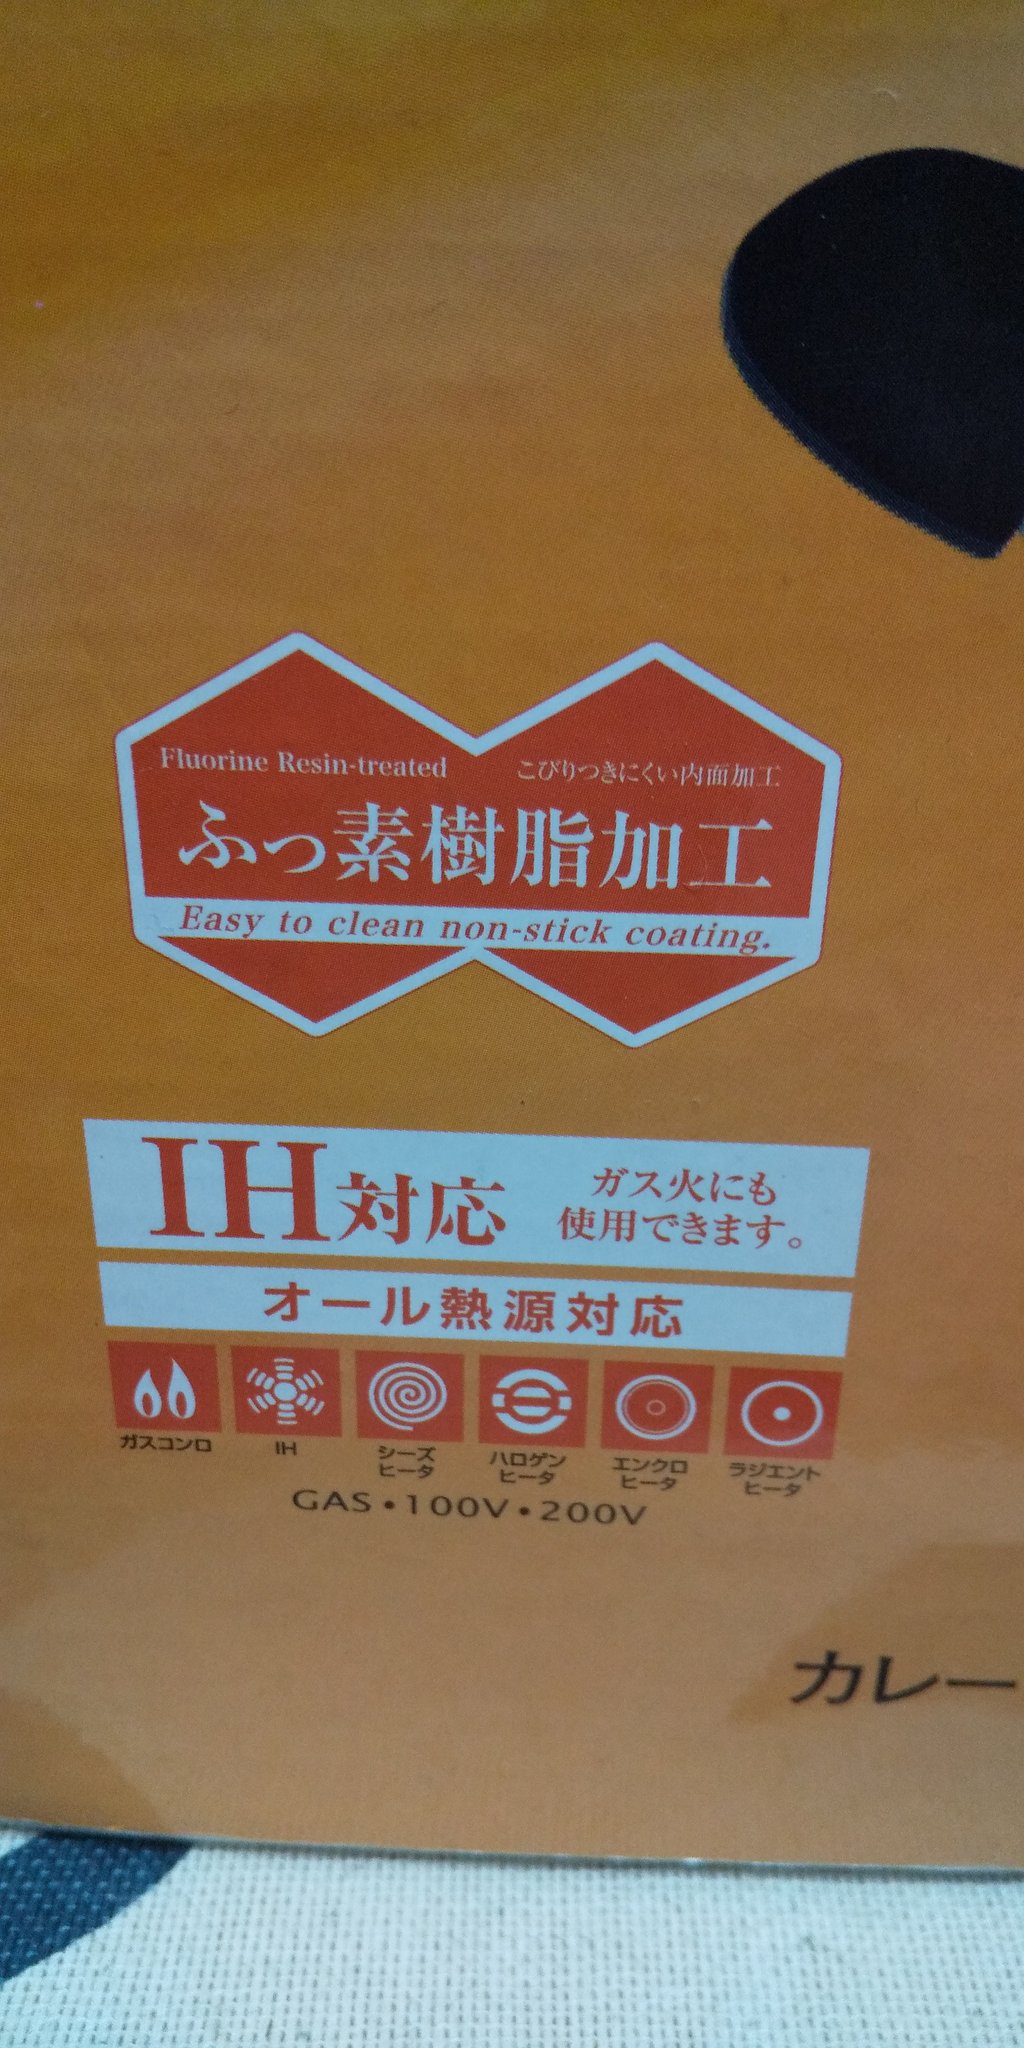 Fluorine Resin-treated
こびりつきにくい内面加工
ふっ素樹脂加工
Easy to clean non-stick coating.
IH対応
ガス火にも
使用できます。
オール熱源対応
ガスコンロ
IH
シーズ
ヒータ
ハロゲン
ヒータ
エンクロ
ヒータ
ラジエント
ヒータ
GAS・100V・200V
カレー